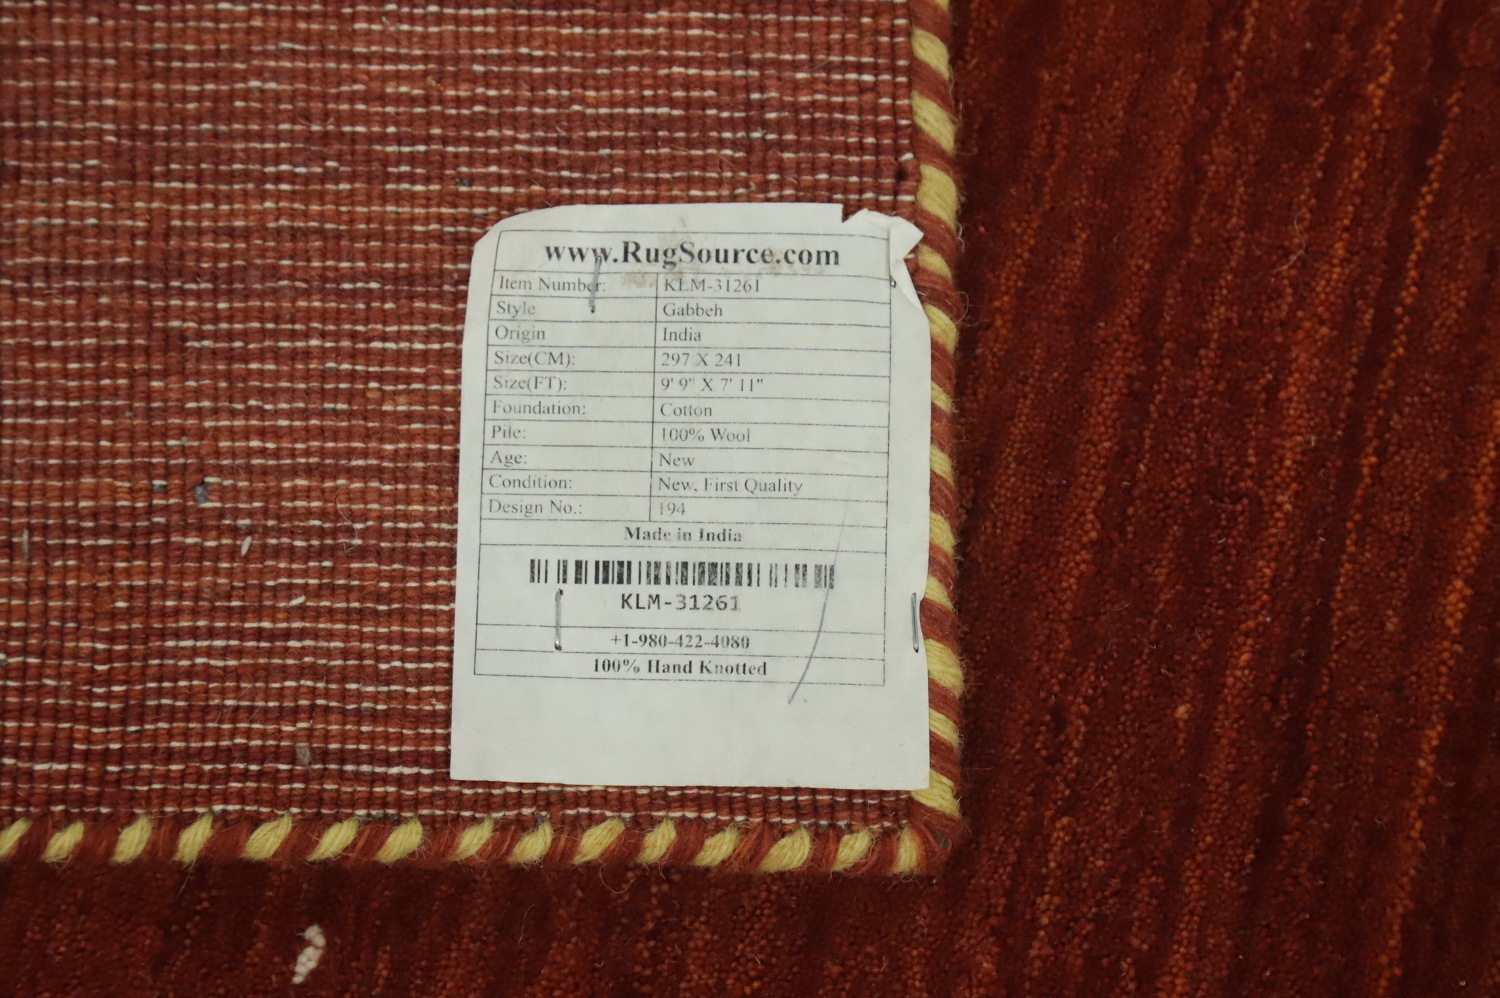 www.RugSource.com
Item Number: KLM-31261
Style Gabbeh
Origin India
Size(CM): 297 X 241
Size(FT): 9' 9" X 7' 11"
Foundation: Cotton
Pile: 100% Wool
Age: New
Condition: New, First Quality
Design No.: 194
Made in India
KLM-31261
+1-980-422-4080
100% Hand Knotted